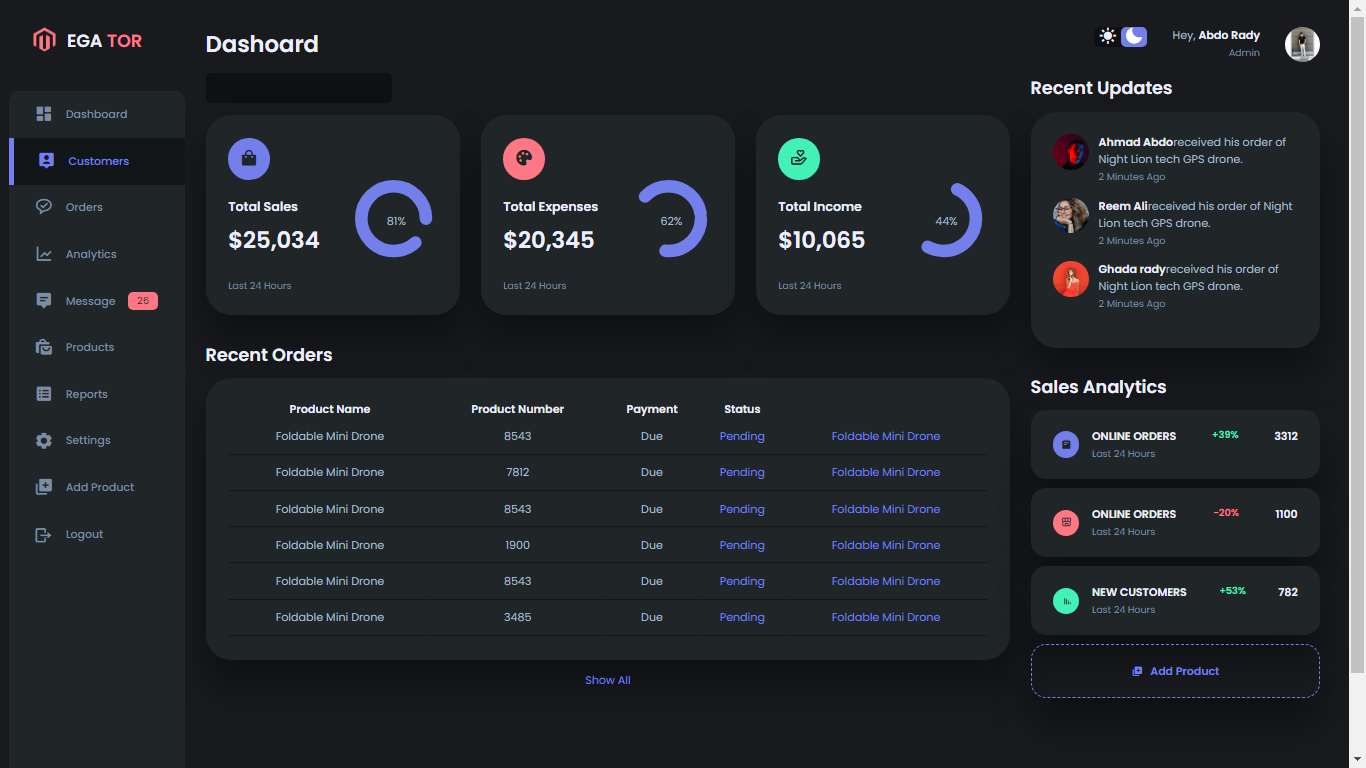 EGA TOR
Dashboard
Customers
Orders
Analytics
Message 26
Products
Reports
Settings
Add Product
Logout
Dashoard
Total Sales
$25,034
81%
Last 24 Hours
Total Expenses
$20,345
62%
Last 24 Hours
Total Income
$10,065
44%
Last 24 Hours
Recent Orders
Product Name Product Number Payment Status
Foldable Mini Drone 8543 Due Pending Foldable Mini Drone
Foldable Mini Drone 7812 Due Pending Foldable Mini Drone
Foldable Mini Drone 8543 Due Pending Foldable Mini Drone
Foldable Mini Drone 1900 Due Pending Foldable Mini Drone
Foldable Mini Drone 8543 Due Pending Foldable Mini Drone
Foldable Mini Drone 3485 Due Pending Foldable Mini Drone
Show All
Hey, Abdo Rady
Admin
Recent Updates
Ahmad Abdoreceived his order of
Night Lion tech GPS drone.
2 Minutes Ago
Reem Alireceived his order of Night
Lion tech GPS drone.
2 Minutes Ago
Ghada radyreceived his order of
Night Lion tech GPS drone.
2 Minutes Ago
Sales Analytics
ONLINE ORDERS +39% 3312
Last 24 Hours
ONLINE ORDERS -20% 1100
Last 24 Hours
NEW CUSTOMERS +53% 782
Last 24 Hours
Add Product